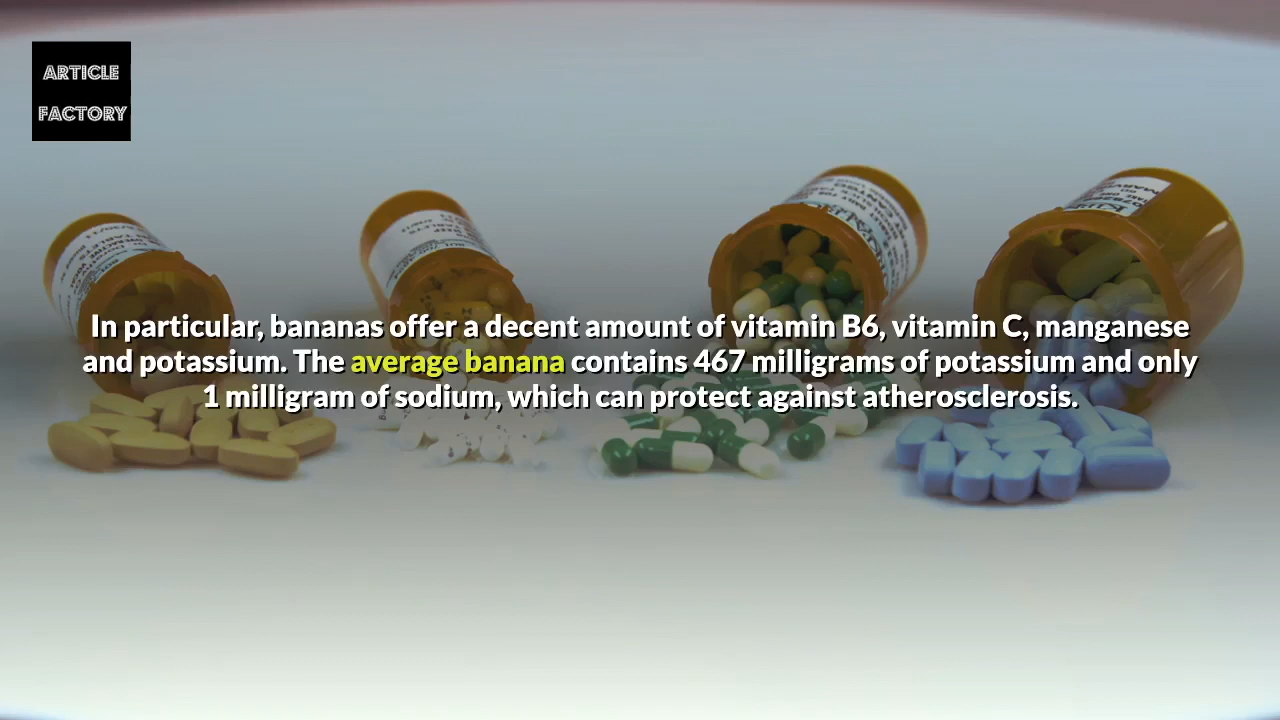 ARTICLE
FACTORY
In particular, bananas offer a decent amount of vitamin B6, vitamin C, manganese
and potassium. The average banana contains 467 milligrams of potassium and only
1 milligram of sodium, which can protect against atherosclerosis.